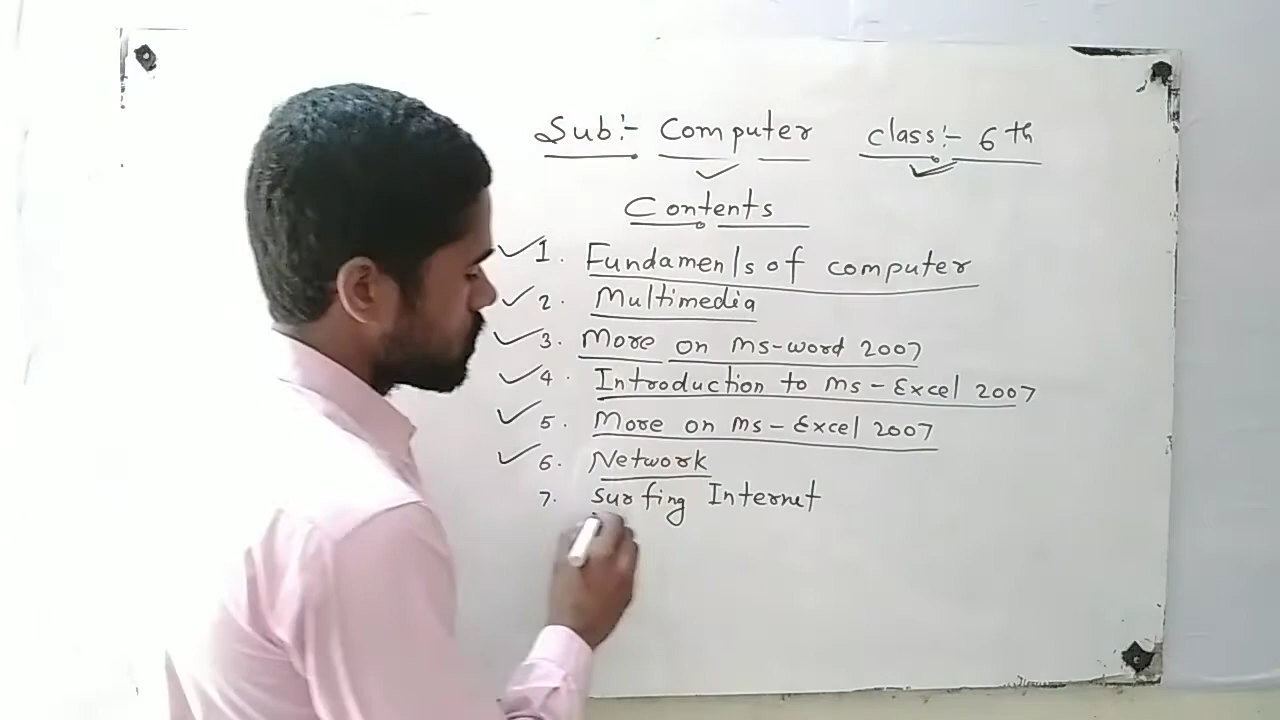 Sub:- Computer class:- 6th
Contents
1. Fundamenls of computer
2. Multimedia
3. More on Ms-word 2007
4. Introduction to Ms-Excel 2007
5. More on Ms-Excel 2007
6. Network
7. Surfing Internet